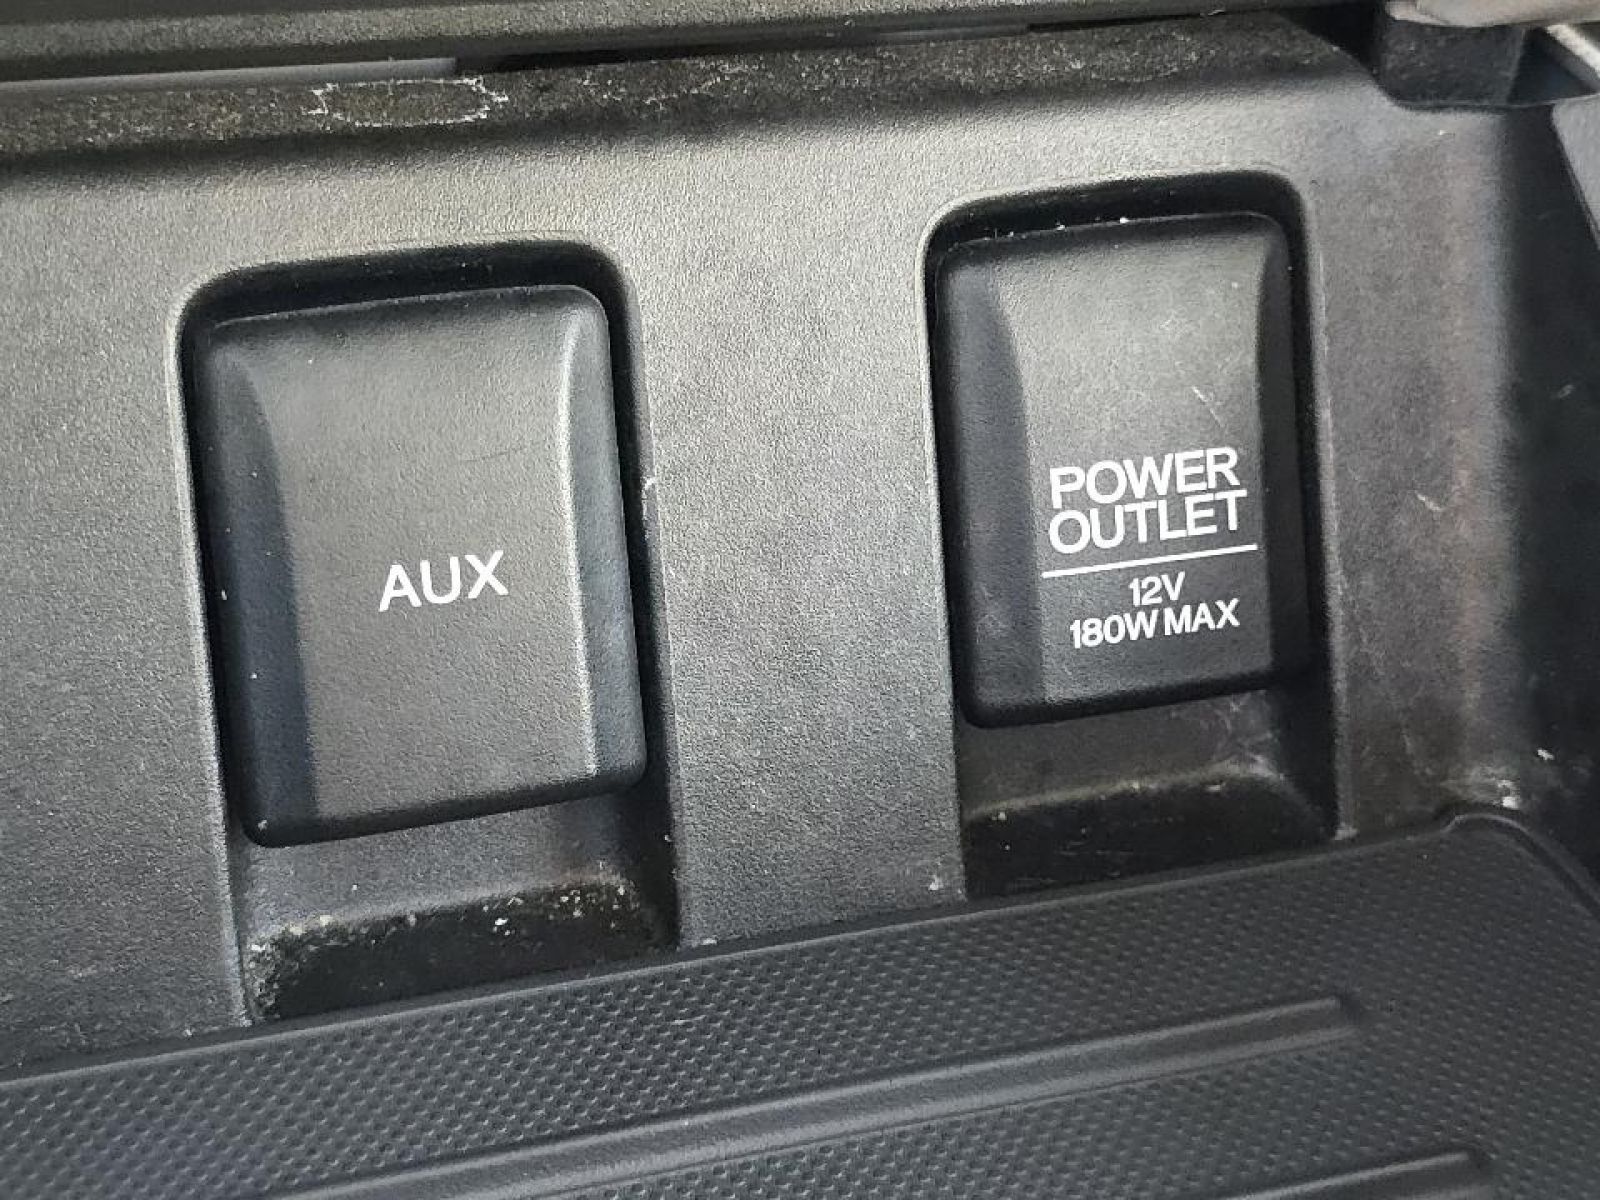 AUX
POWER
OUTLET
12V
180W MAX